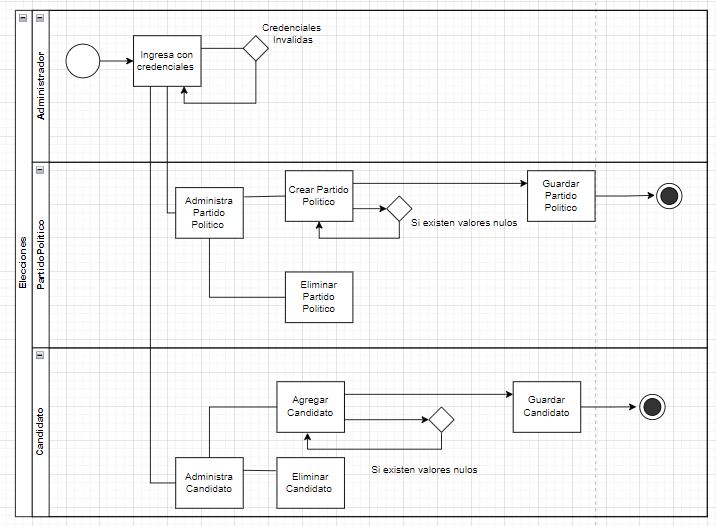 Elecciones
Administrador
Credenciales
Invalidas
Ingresa con
credenciales
PartidoPolitico
Administra
Partido
Politico
Crear Partido
Politico
Si existen valores nulos
Guardar
Partido
Politico
Eliminar
Partido
Politico
Candidato
Agregar
Candidato
Guardar
Candidato
Si existen valores nulos
Administra
Candidato
Eliminar
Candidato